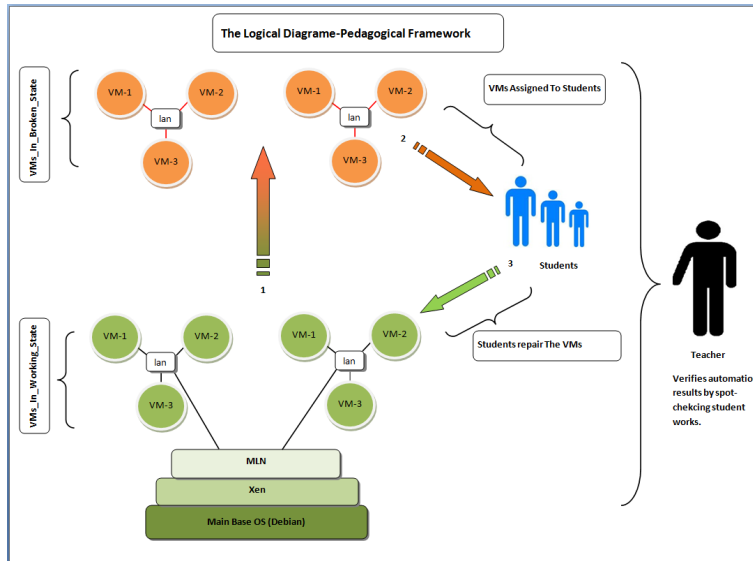 The Logical Diagrame-Pedagogical Framework
VMs_In_Broken_State
VM-1
VM-2
lan
VM-3
VM-1
VM-2
lan
VM-3
VMs Assigned To Students
2
1
3
Students
VMs_In_Working_State
VM-1
VM-2
lan
VM-3
VM-1
VM-2
lan
VM-3
Students repair The VMs
Teacher
Verifies automation
results by spot-
chekcing student
works.
MLN
Xen
Main Base OS (Debian)